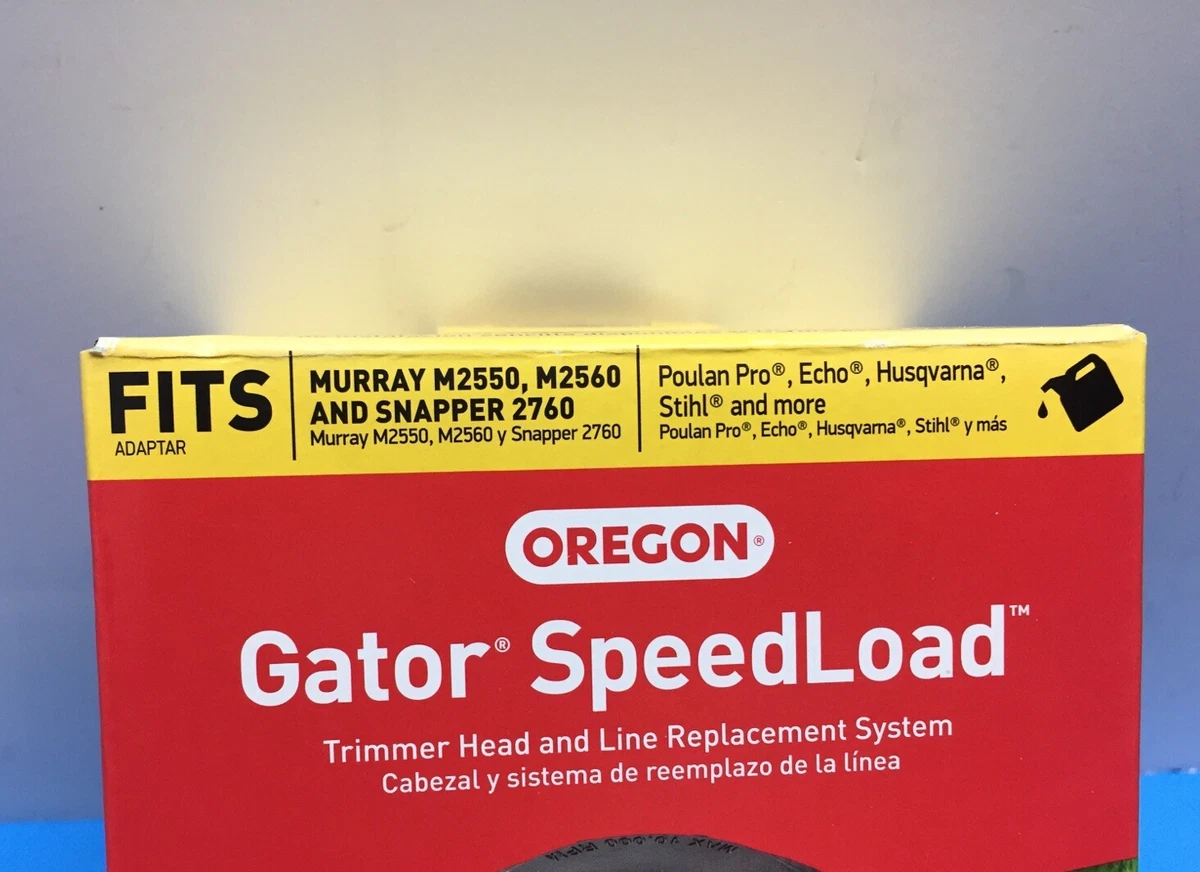 FITS
ADAPTAR
MURRAY M2550, M2560
AND SNAPPER 2760
Murray M2550, M2560 y Snapper 2760
Poulan Pro®, Echo®, Husqvarna®,
Stihl® and more
Poulan Pro®, Echo®, Husqvarna®, Stihl® y más
OREGON®
Gator® SpeedLoad™
Trimmer Head and Line Replacement System
Cabezal y sistema de reemplazo de la línea